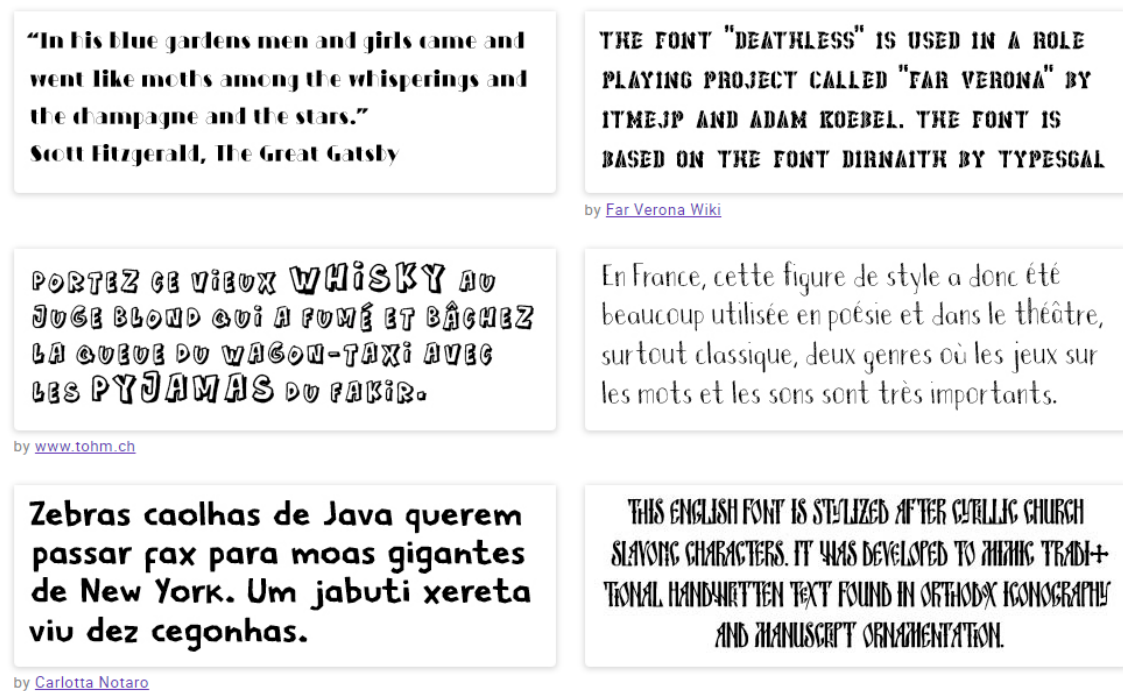 “In his blue gardens men and girls came and
went like moths among the whisperings and
the champagne and the stars.”
Scott Fitzgerald, The Great Gatsby
THE FONT "DEATHLESS" IS USED IN A ROLE
PLAYING PROJECT CALLED "FAR VERONA" BY
ITMEJP AND ADAM KOEBEL. THE FONT IS
BASED ON THE FONT DIRNAITH BY TYPESGAL
by Far Verona Wiki
PORTEZ CE ViEUX WHiSKY AU
JUGE BLOND QUi A FUMÉ ET BÂCHEZ
LA QUEUE DU WAGON-TAXi AVEC
LES PYJAMAS DU FAKiR.
by www.tohm.ch
En France, cette figure de style a donc été
beaucoup utilisée en poésie et dans le théâtre,
surtout classique, deux genres où les jeux sur
les mots et les sons sont très importants.
Zebras caolhas de Java querem
passar fax para moas gigantes
de New York. Um jabuti xereta
viu dez cegonhas.
by Carlotta Notaro
THIS ENGLISH FONT IS STYLIZED AFTER CYRILLIC CHURCH
SLAVONIC CHARACTERS. IT WAS DEVELOPED TO MIMIC TRADI-
TIONAL HANDWRITTEN TEXT FOUND IN ORTHODOX ICONOGRAPHY
AND MANUSCRIPT ORNAMENTATION.